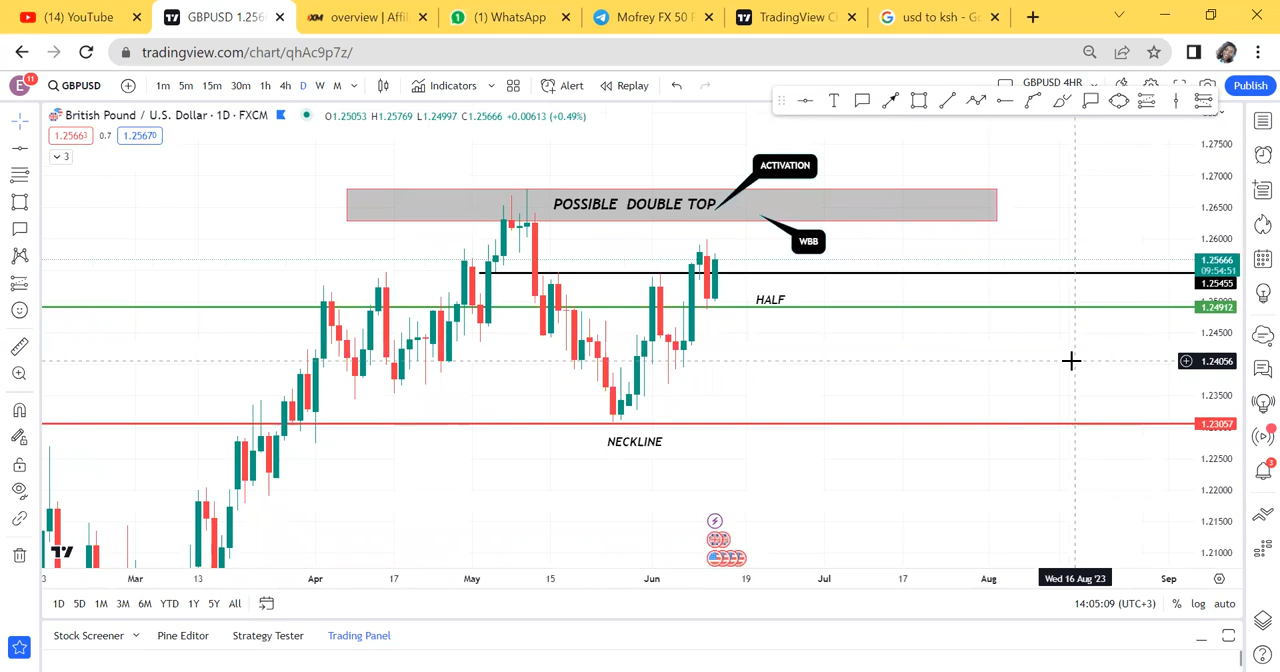 (14) YouTube
GBPUSD 1.256
overview | Affili
(1) WhatsApp
Mofrey FX 50 F
TradingView C
usd to ksh - G
tradingview.com/chart/qhAc9p7z/
E 11 GBPUSD 1m 5m 15m 30m 1h 4h D W M Indicators Alert Replay GBPUSD 4HR Publish
British Pound / U.S. Dollar · 1D · FXCM O1.25053 H1.25769 L1.24997 C1.25666 +0.00613 (+0.49%)
1.25663 0.7 1.25670
3
1.27500
ACTIVATION
1.27000
POSSIBLE DOUBLE TOP
1.26500
WBB
1.26000
1.25666
09:54:51
1.25455
HALF
1.24912
1.24500
1.24056
1.23500
1.23057
NECKLINE
1.22500
1.22000
1.21500
1.21000
3 Mar 13 Apr 17 May 15 Jun 19 Jul 17 Aug Wed 16 Aug '23 Sep
1D 5D 1M 3M 6M YTD 1Y 5Y All 14:05:09 (UTC+3) % log auto
Stock Screener Pine Editor Strategy Tester Trading Panel
3